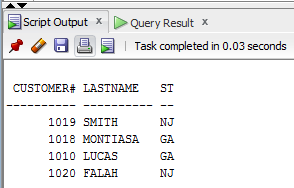 Script Output × Query Result ×
Task completed in 0.03 seconds
CUSTOMER# LASTNAME ST
---------- ---------- --
1019 SMITH NJ
1018 MONTIASA GA
1010 LUCAS GA
1020 FALAH NJ